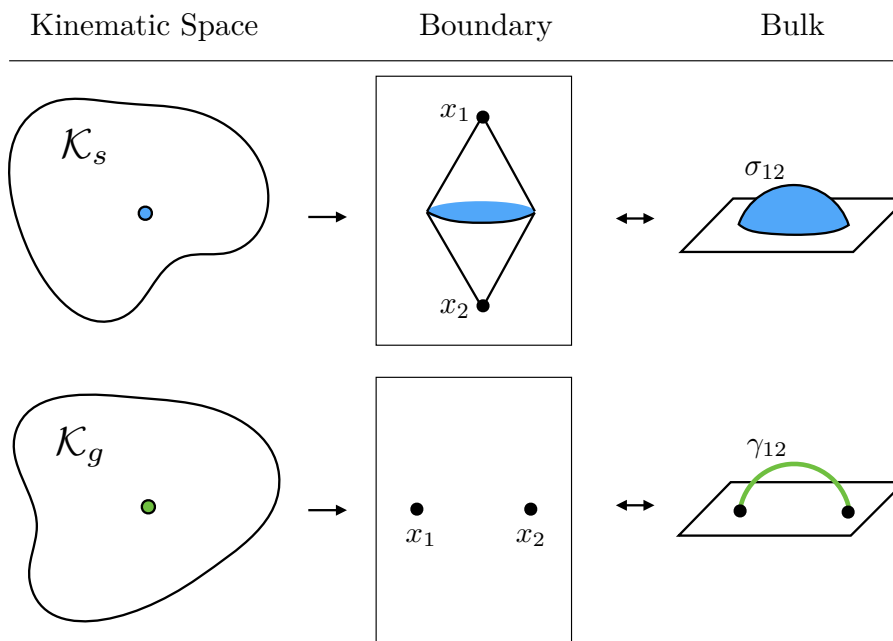 Kinematic Space Boundary Bulk
𝒦ₛ
x₁
x₂
σ₁₂
𝒦g
x₁ x₂
γ₁₂